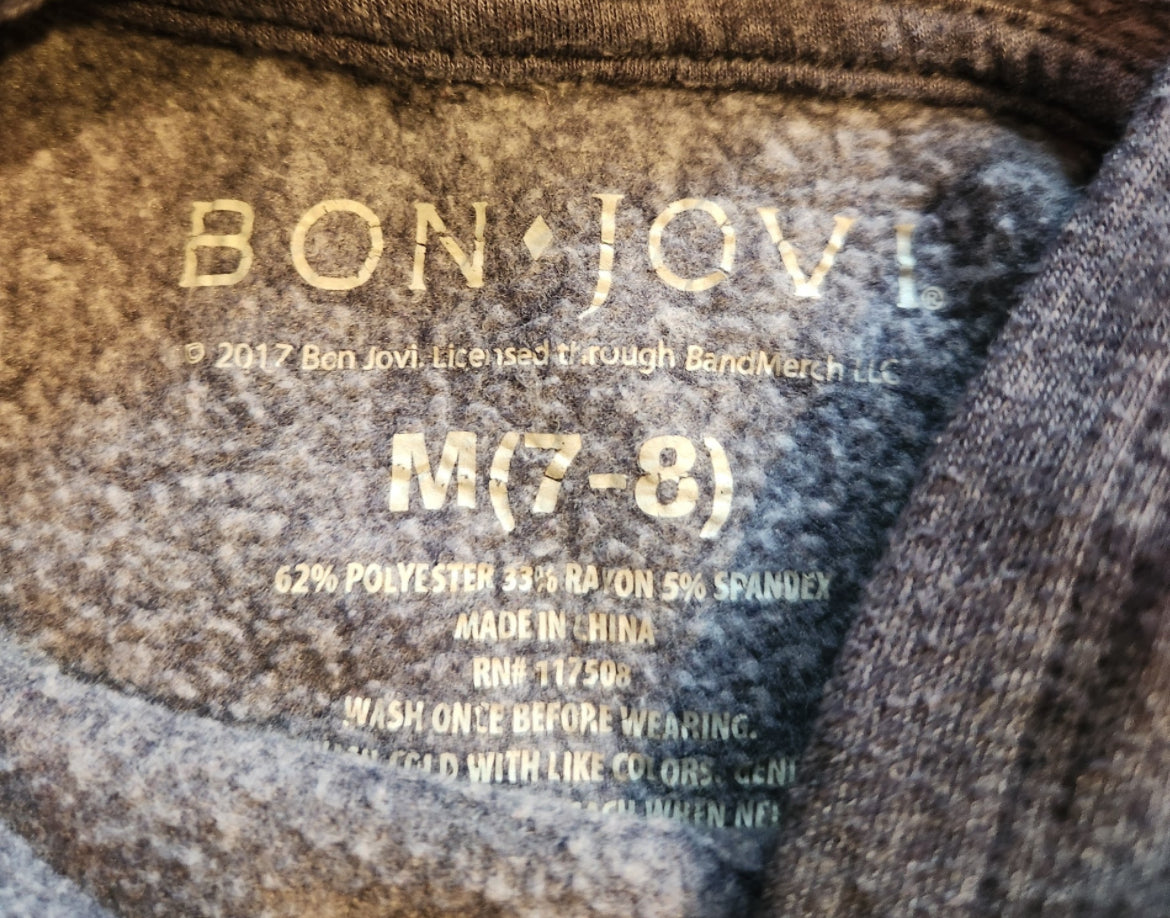 BON♦JOVI®
© 2017 Bon Jovi. Licensed through BandMerch LLC
M(7-8)
62% POLYESTER 33% RAYON 5% SPANDEX
MADE IN CHINA
RN# 117508
WASH ONCE BEFORE WEARING.
COLD WITH LIKE COLORS.
WHEN